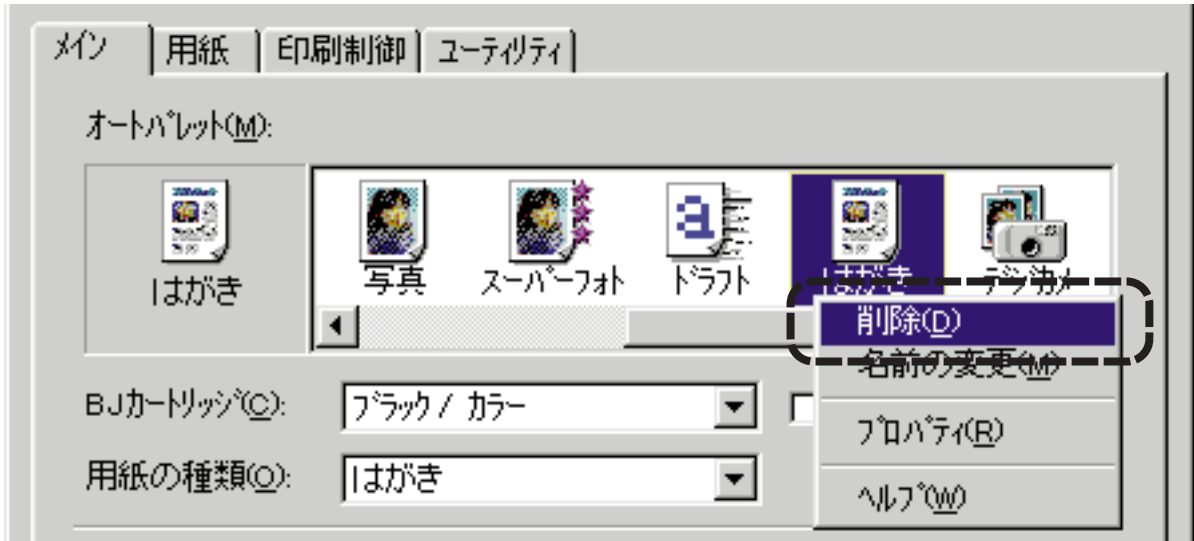 メイン 用紙 印刷制御 ユーティリティ
オートパレット(M):
はがき
写真 スーパーフォト ドラフト はがき デジカメ
削除(D)
名前の変更(M)
BJカートリッジ(C): ブラック / カラー
プロパティ(R)
用紙の種類(O): はがき
ヘルプ(W)